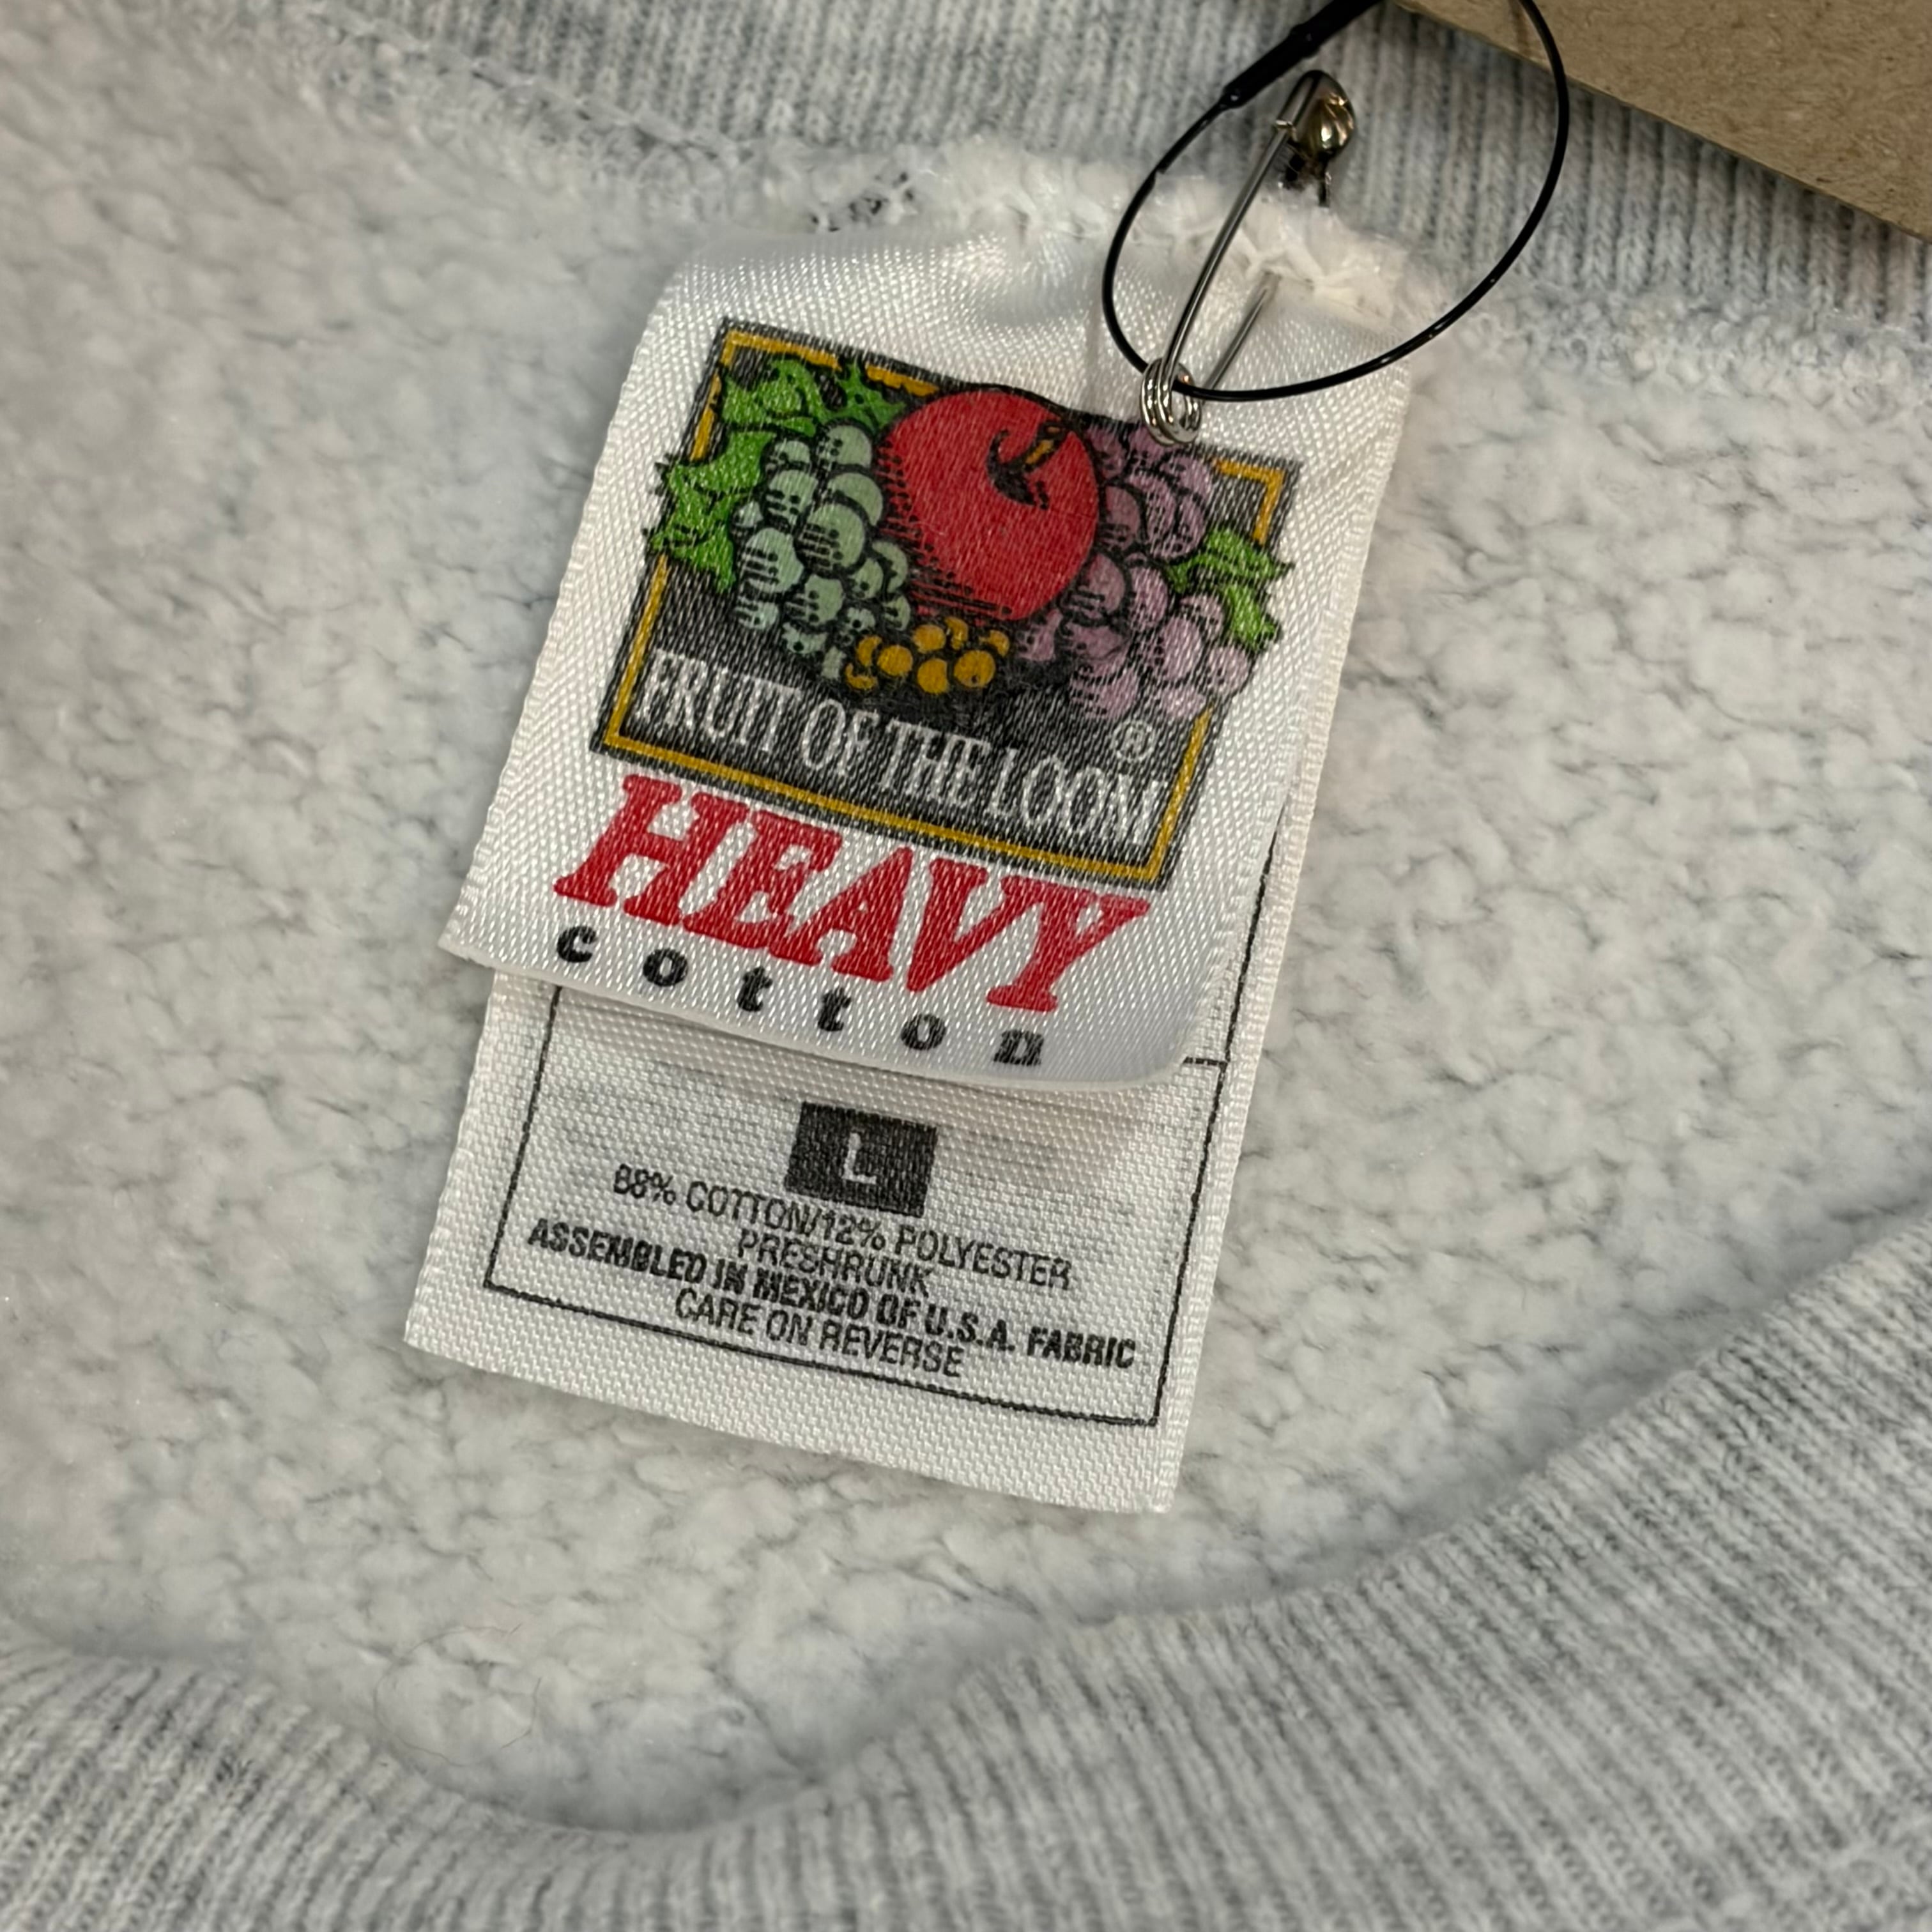 FRUIT OF THE LOOM®
HEAVY
cotton
L
88% COTTON/12% POLYESTER
PRESHRUNK
ASSEMBLED IN MEXICO OF U.S.A. FABRIC
CARE ON REVERSE